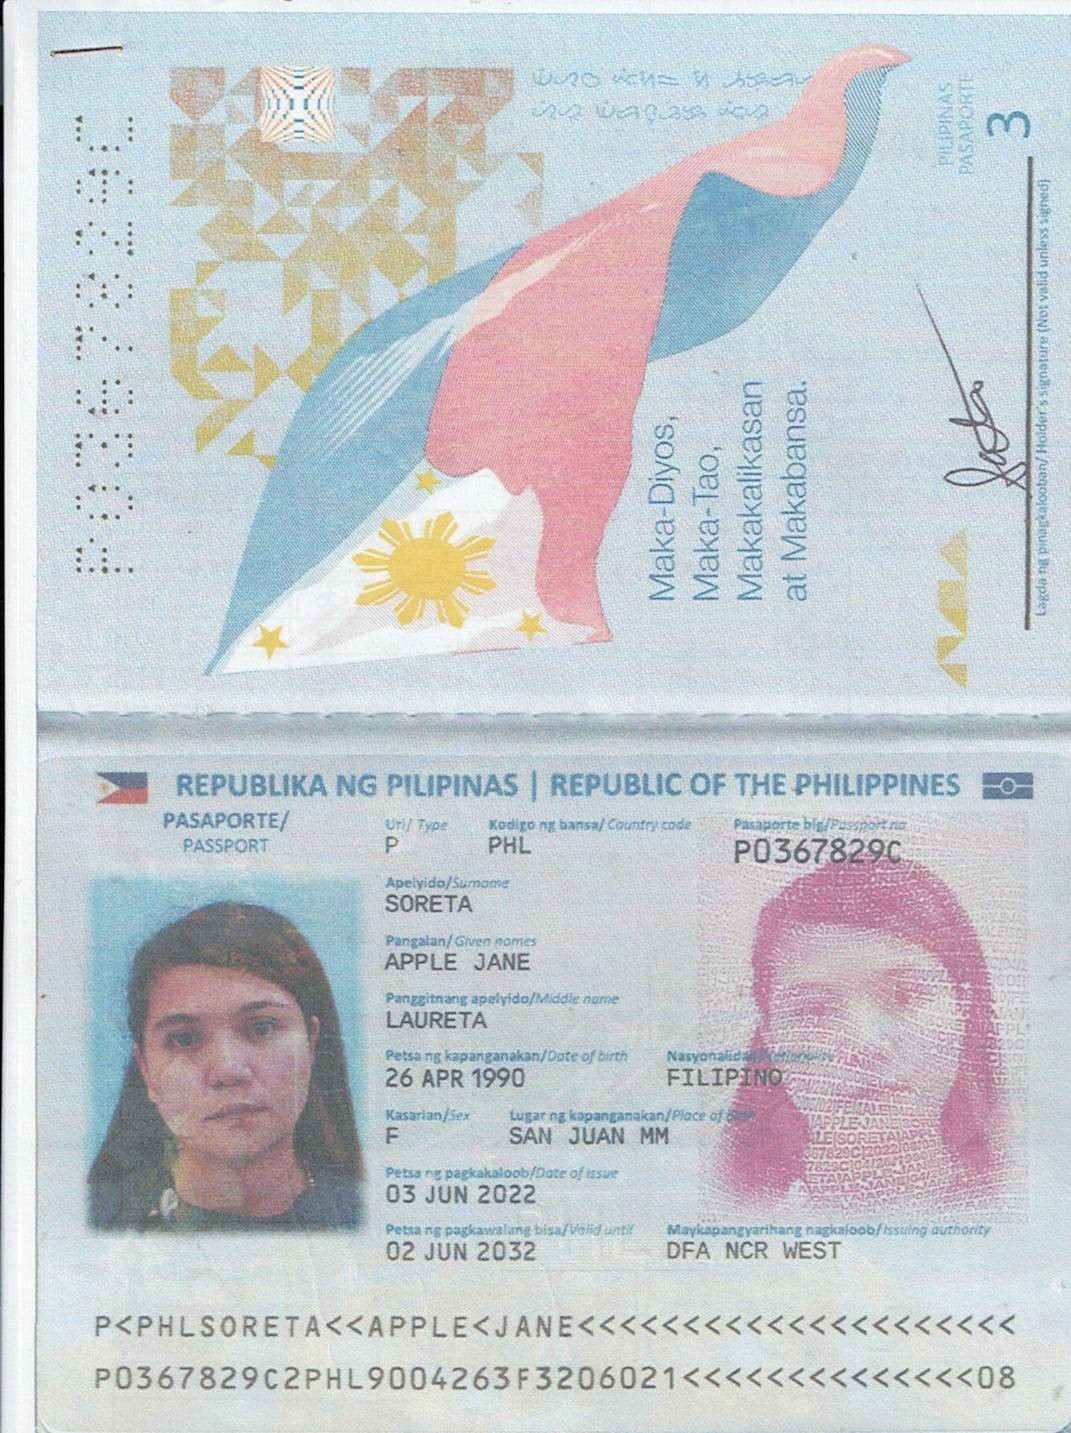 P0367829C
PILIPINAS
PASAPORTE
3
Maka-Diyos,
Maka-Tao,
Makakalikasan
at Makabansa.
Lagda ng pinagkalooban/ Holder's signature (Not valid unless signed)
REPUBLIKA NG PILIPINAS | REPUBLIC OF THE PHILIPPINES
PASAPORTE/
PASSPORT
Uri/ Type
Kodigo ng bansa/ Country code
Pasaporte blg/Passport no
P
PHL
P0367829C
Apelyido/Surname
SORETA
Pangalan/ Given names
APPLE JANE
Panggitnang apelyido/Middle name
LAURETA
Petsa ng kapanganakan/Date of birth
Nasyonalidad/Nationality
26 APR 1990
FILIPINO
Kasarian/Sex
Lugar ng kapanganakan/Place of birth
F
SAN JUAN MM
Petsa ng pagkakaloob/Date of issue
03 JUN 2022
Petsa ng pagkawalang bisa/Valid until
Maykapangyarihang nagkaloob/Issuing authority
02 JUN 2032
DFA NCR WEST
P<PHLSORETA<<APPLE<JANE<<<<<<<<<<<<<<<<<<<<<
P0367829C2PHL9004263F3206021<<<<<<<<<<<<<<08